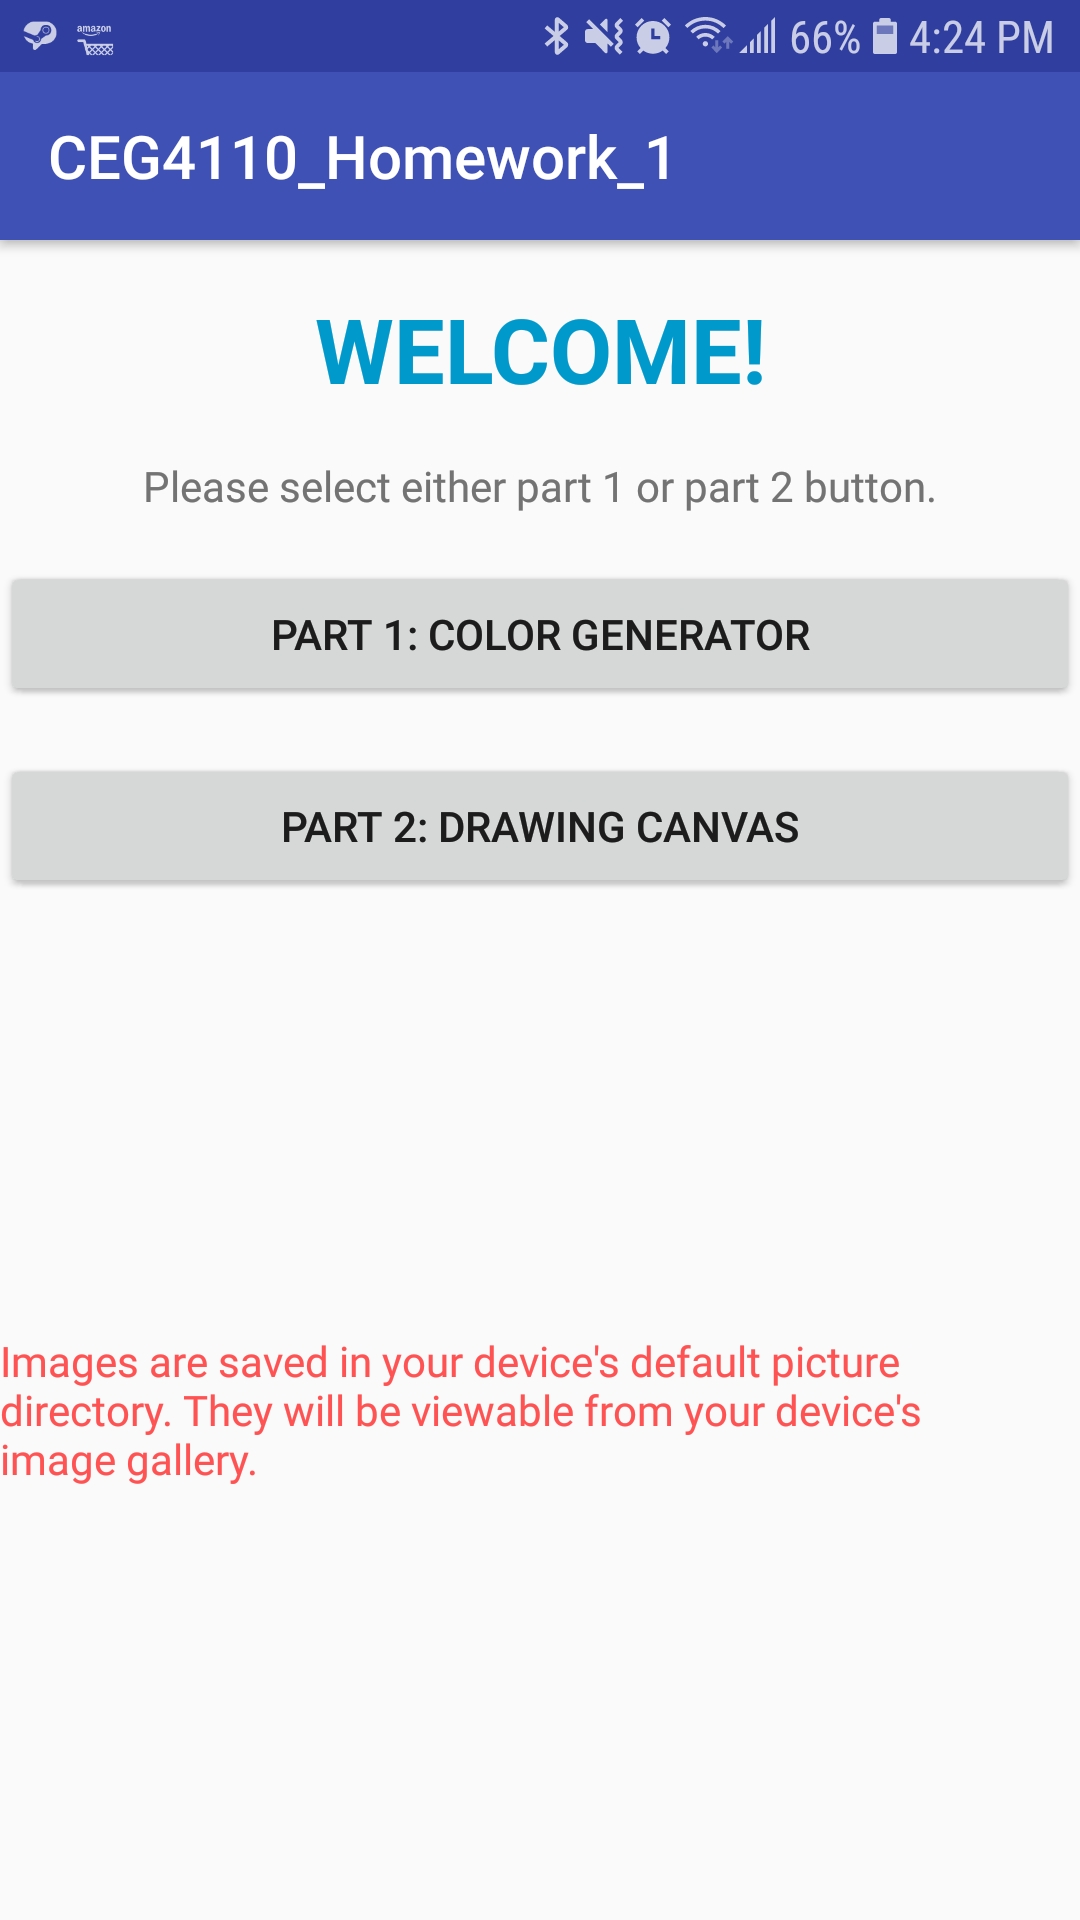 amazon
66% 4:24 PM
CEG4110_Homework_1
WELCOME!
Please select either part 1 or part 2 button.
PART 1: COLOR GENERATOR
PART 2: DRAWING CANVAS
Images are saved in your device's default picture
directory. They will be viewable from your device's
image gallery.